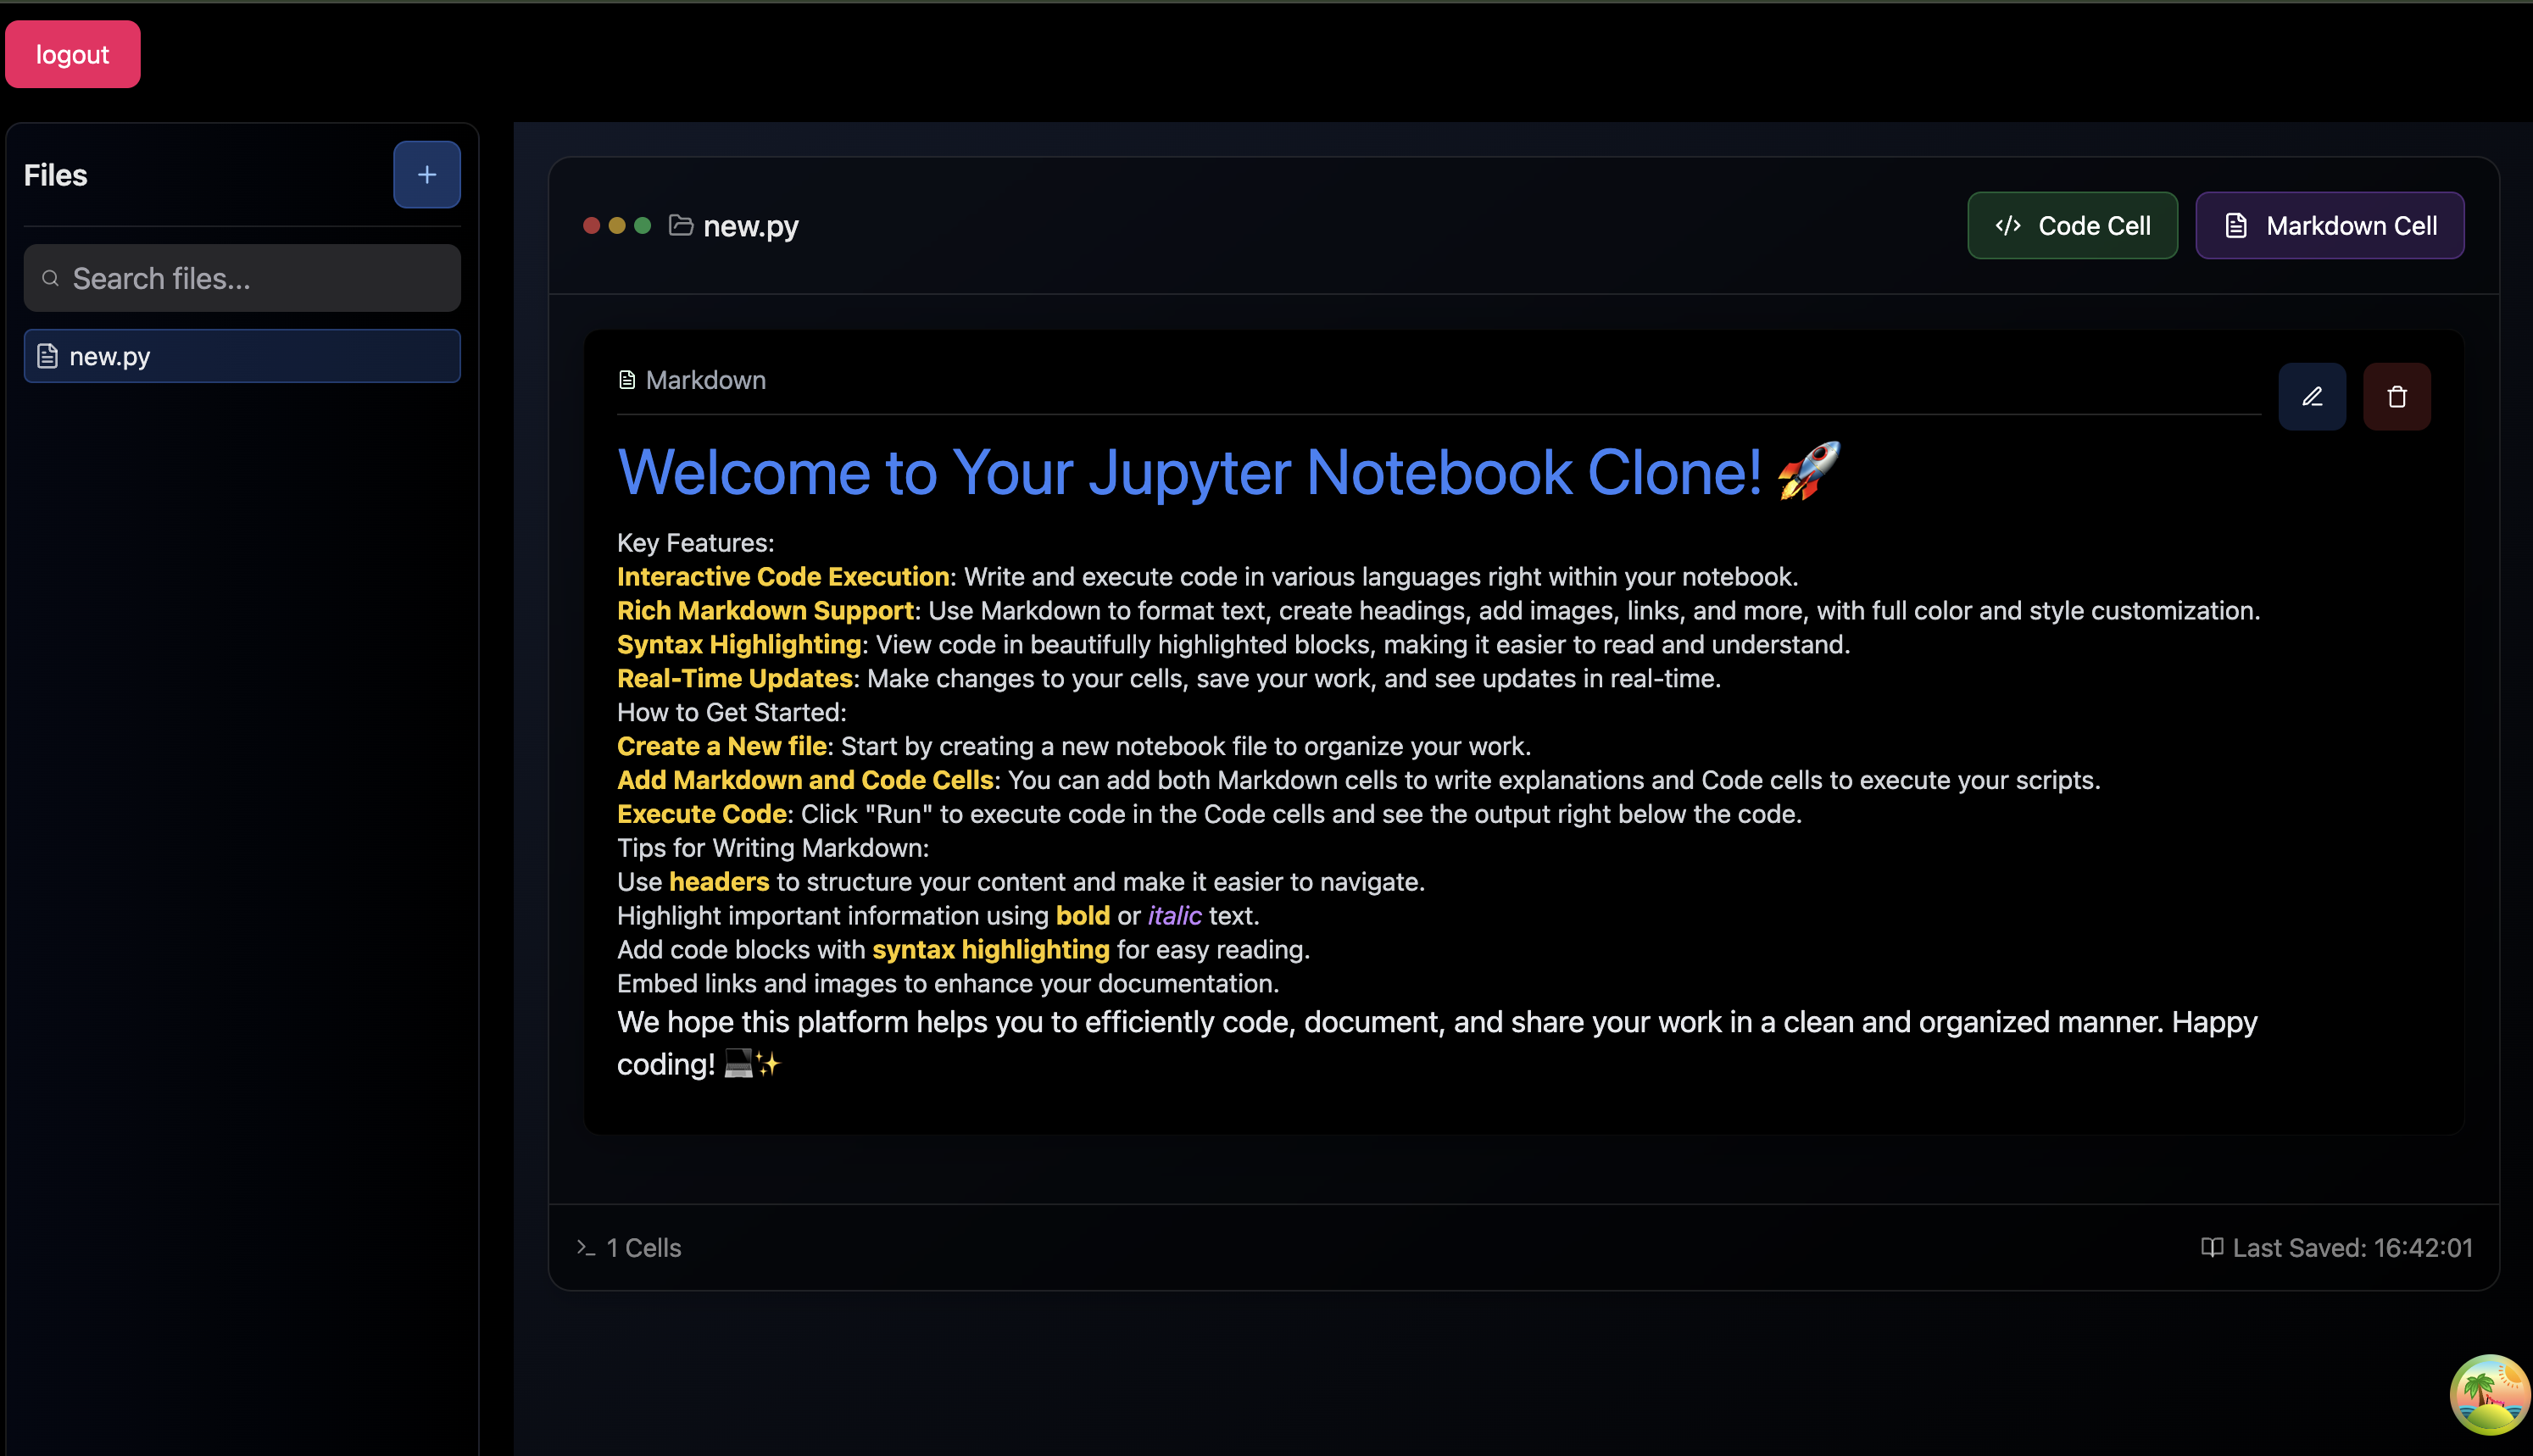 logout
Files
Search files...
new.py
new.py
Code Cell
Markdown Cell
Markdown
Welcome to Your Jupyter Notebook Clone! 🚀
Key Features:
Interactive Code Execution: Write and execute code in various languages right within your notebook.
Rich Markdown Support: Use Markdown to format text, create headings, add images, links, and more, with full color and style customization.
Syntax Highlighting: View code in beautifully highlighted blocks, making it easier to read and understand.
Real-Time Updates: Make changes to your cells, save your work, and see updates in real-time.
How to Get Started:
Create a New file: Start by creating a new notebook file to organize your work.
Add Markdown and Code Cells: You can add both Markdown cells to write explanations and Code cells to execute your scripts.
Execute Code: Click "Run" to execute code in the Code cells and see the output right below the code.
Tips for Writing Markdown:
Use headers to structure your content and make it easier to navigate.
Highlight important information using bold or italic text.
Add code blocks with syntax highlighting for easy reading.
Embed links and images to enhance your documentation.
We hope this platform helps you to efficiently code, document, and share your work in a clean and organized manner. Happy
coding! 💻✨
1 Cells
Last Saved: 16:42:01